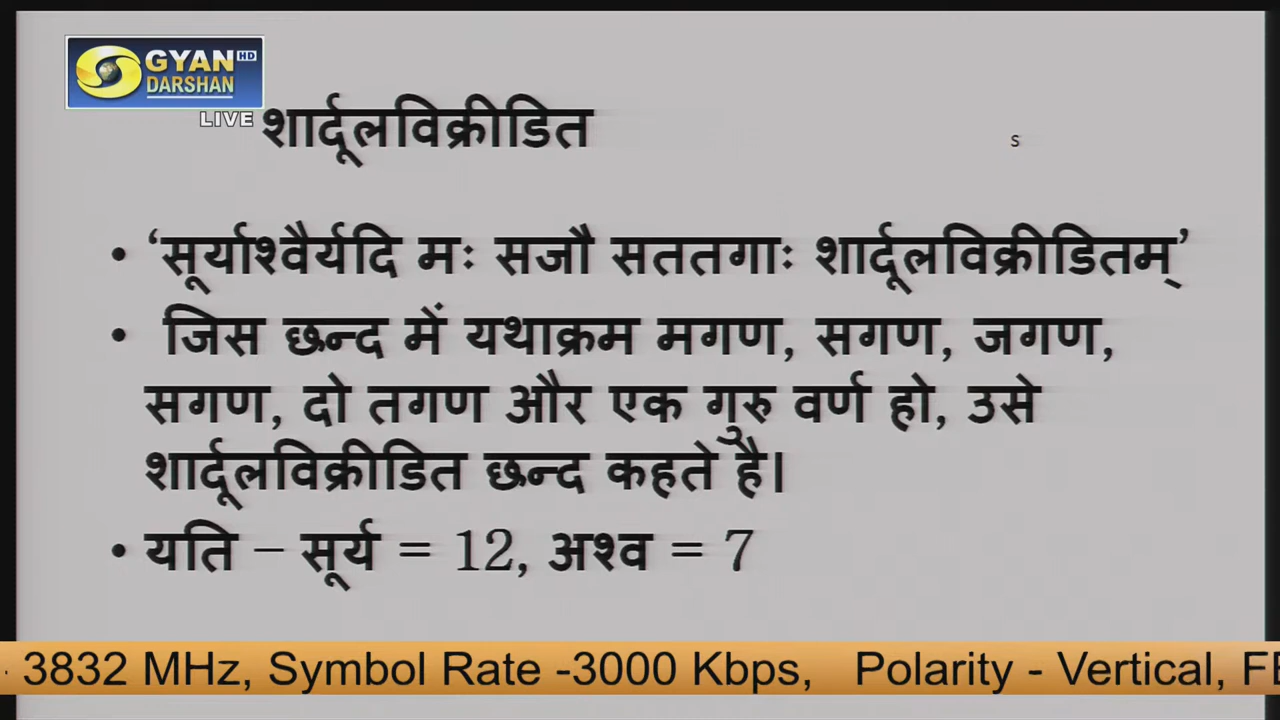 GYAN HD
DARSHAN
LIVE
शार्दूलविक्रीडित
s
• ‘सूर्याश्वैर्यदि मः सजौ सततगाः शार्दूलविक्रीडितम्’
• जिस छन्द में यथाक्रम मगण, सगण, जगण,
सगण, दो तगण और एक गुरु वर्ण हो, उसे
शार्दूलविक्रीडित छन्द कहते है।
• यति – सूर्य = 12, अश्व = 7
3832 MHz, Symbol Rate -3000 Kbps, Polarity - Vertical,